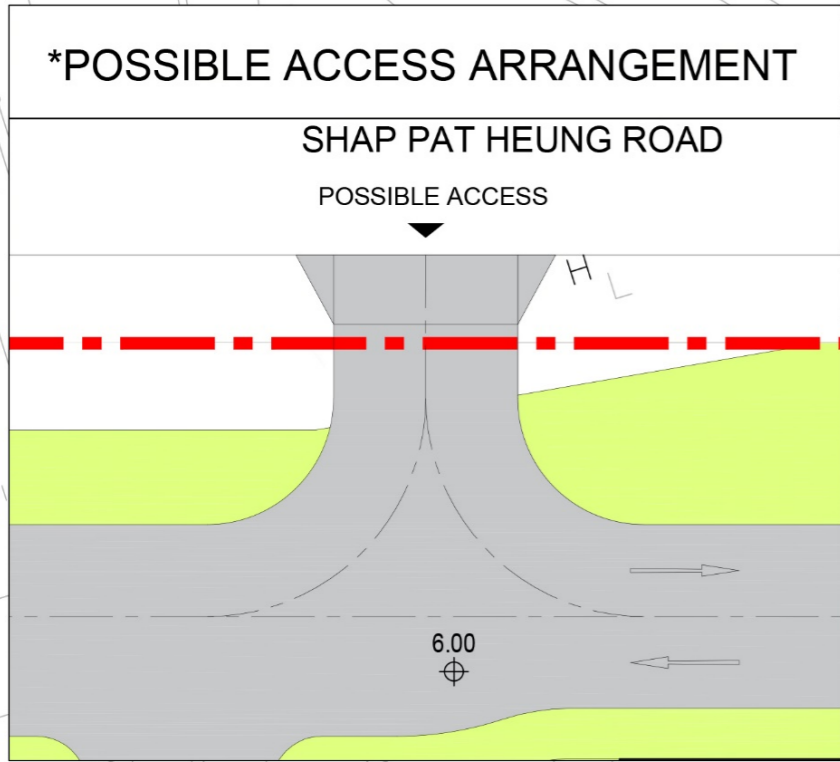 *POSSIBLE ACCESS ARRANGEMENT
SHAP PAT HEUNG ROAD
POSSIBLE ACCESS
H
L
6.00